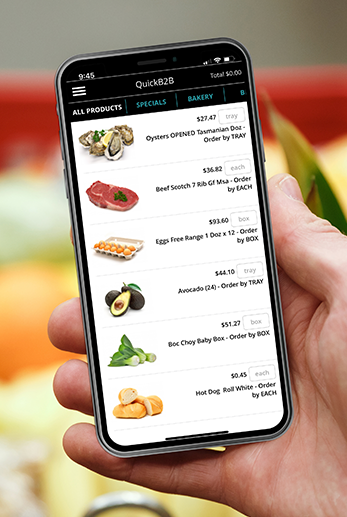 9:45
QuickB2B
Total $0.00
ALL PRODUCTS
SPECIALS
BAKERY
B
$27.47
tray
Oysters OPENED Tasmanian Doz -
Order by TRAY
$36.82
each
Beef Scotch 7 Rib Gf Msa - Order
by EACH
$93.60
box
Eggs Free Range 1 Doz x 12 - Order
by BOX
$44.10
tray
Avocado (24) - Order by TRAY
$51.27
box
Boc Choy Baby Box - Order by BOX
$0.45
each
Hot Dog Roll White - Order
by EACH